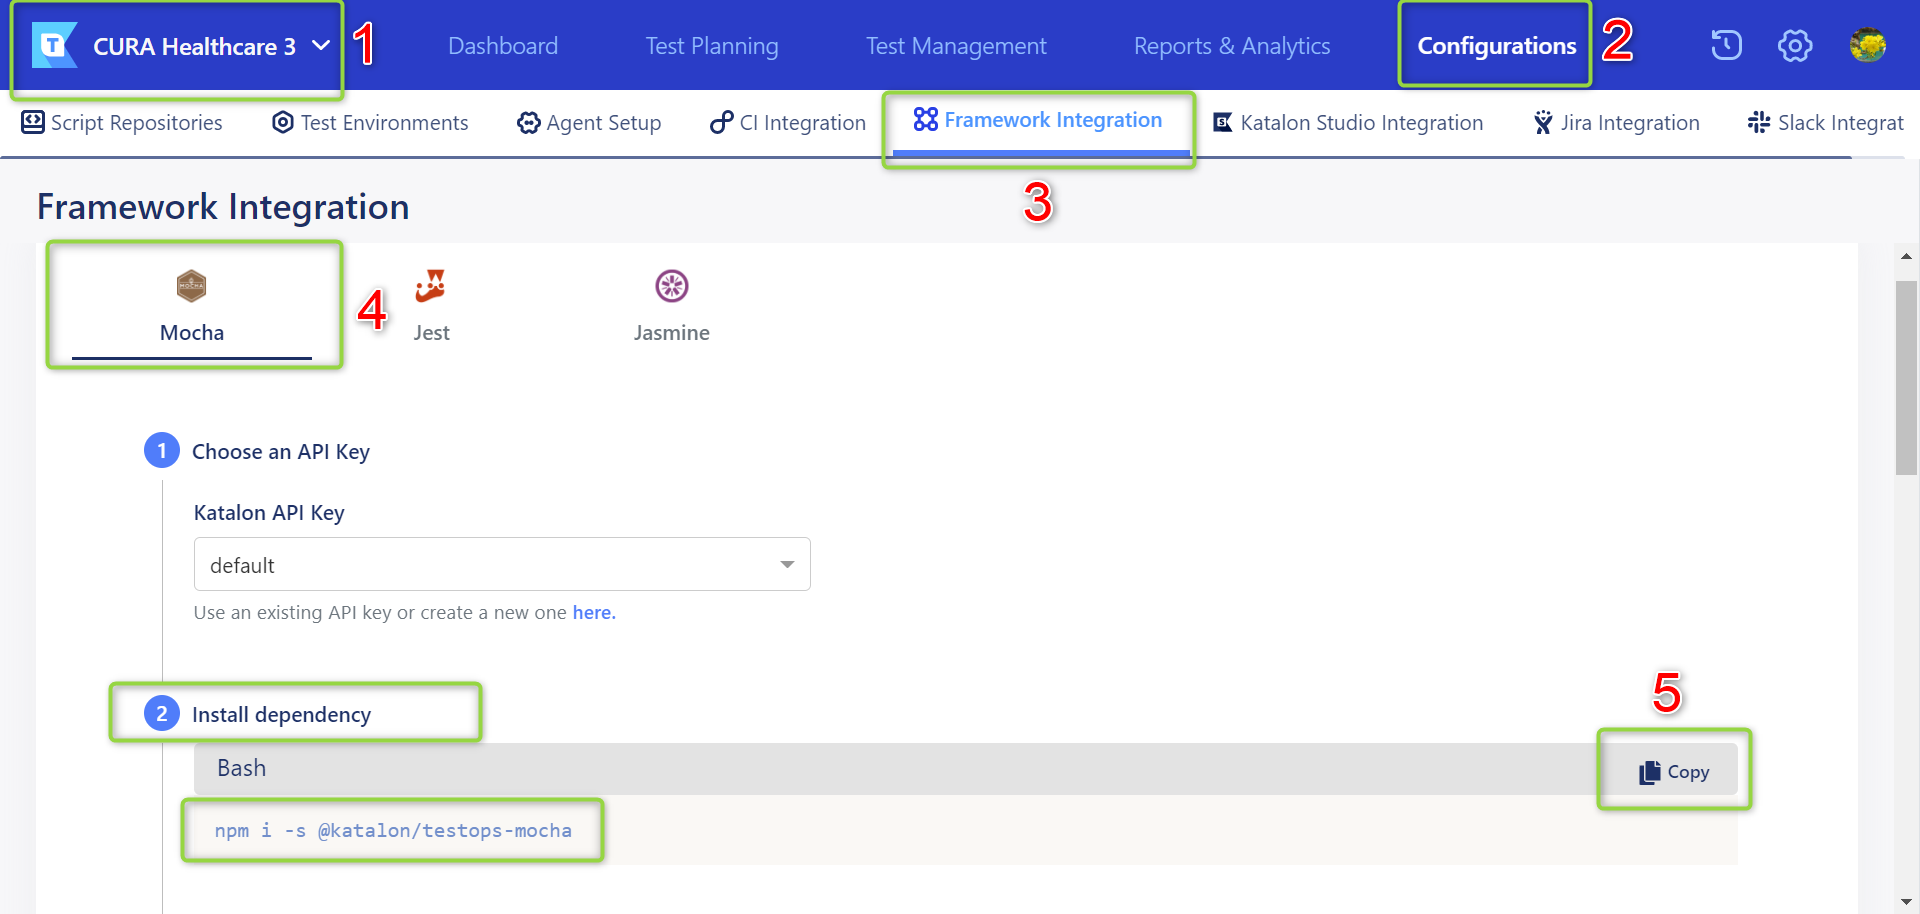 T CURA Healthcare 3 1 Dashboard Test Planning Test Management Reports & Analytics Configurations 2
Script Repositories Test Environments Agent Setup CI Integration Framework Integration Katalon Studio Integration Jira Integration Slack Integrat
3
Framework Integration
MOCHA
4
Mocha Jest Jasmine
1 Choose an API Key
Katalon API Key
default
Use an existing API key or create a new one here.
5
2 Install dependency
Bash Copy
npm i -s @katalon/testops-mocha